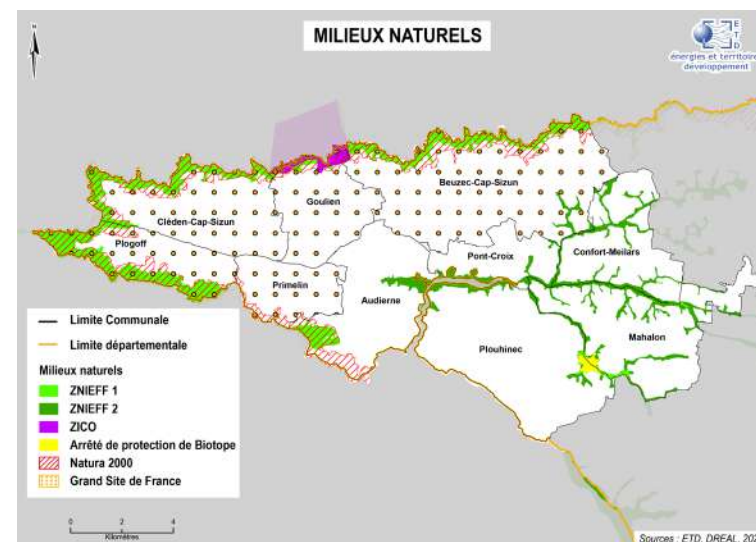 MILIEUX NATURELS
E
T
D
énergies et territoires
développement
Beuzec-Cap-Sizun
Goulien
Cléden-Cap-Sizun
Plogoff
Pont-Croix
Confort-Meilars
Primelin
Audierne
Mahalon
Plouhinec
Limite Communale
Limite départementale
Milieux naturels
ZNIEFF 1
ZNIEFF 2
ZICO
Arrêté de protection de Biotope
Natura 2000
Grand Site de France
0 2 4
Kilomètres
Sources : ETD, DREAL,